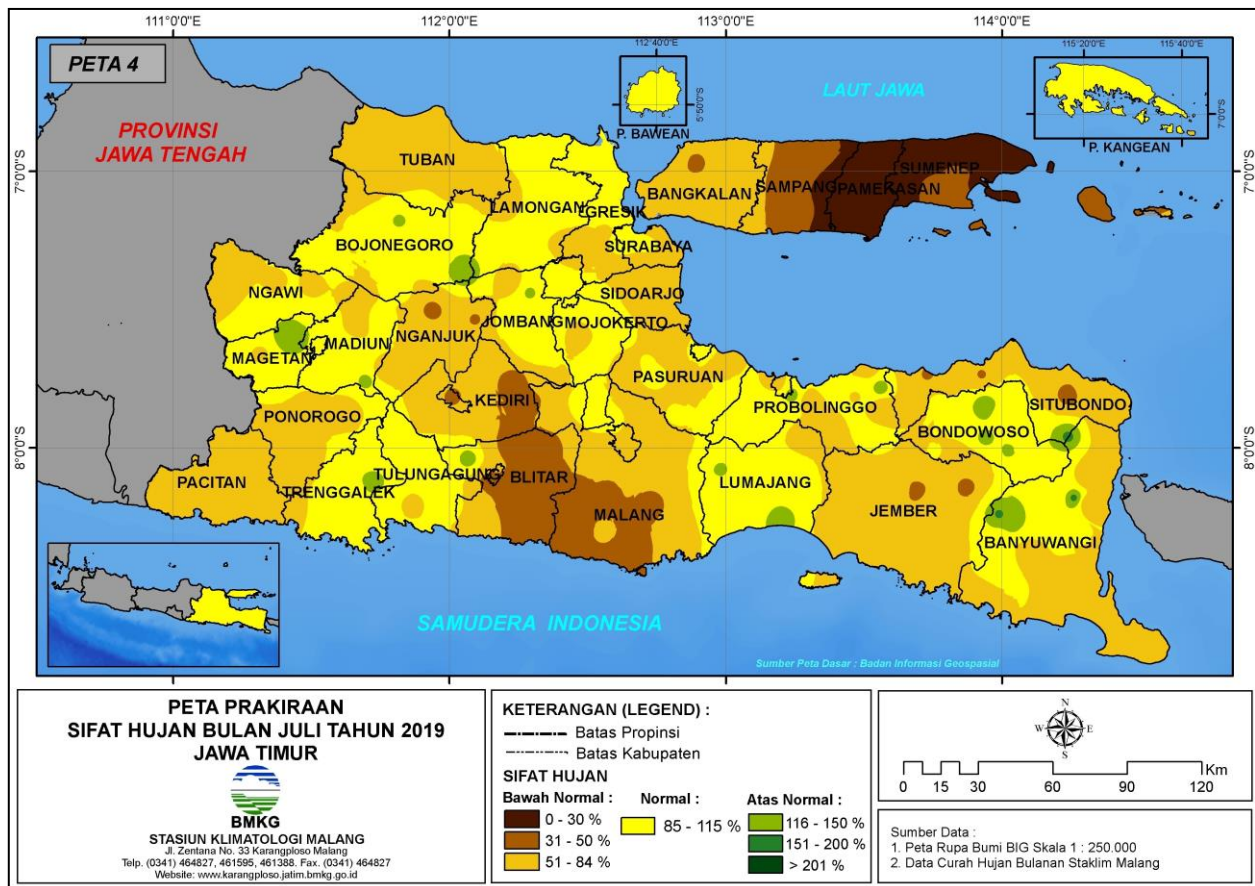 111°0'0"E
112°0'0"E
113°0'0"E
114°0'0"E
PETA 4
112°40'0"E
5°50'0"S
P. BAWEAN
LAUT JAWA
115°20'0"E
115°40'0"E
7°0'0"S
P. KANGEAN
PROVINSI
JAWA TENGAH
7°0'0"S
7°0'0"S
TUBAN
LAMONGAN
GRESIK
BANGKALAN
SAMPANG
PAMEKASAN
SUMENEP
BOJONEGORO
SURABAYA
NGAWI
SIDOARJO
MAGETAN
MADIUN
NGANJUK
JOMBANG
MOJOKERTO
PASURUAN
KEDIRI
PONOROGO
PROBOLINGGO
SITUBONDO
BONDOWOSO
8°0'0"S
8°0'0"S
PACITAN
TRENGGALEK
TULUNGAGUNG
BLITAR
MALANG
LUMAJANG
JEMBER
BANYUWANGI
SAMUDERA INDONESIA
Sumber Peta Dasar : Badan Informasi Geospasial
PETA PRAKIRAAN
SIFAT HUJAN BULAN JULI TAHUN 2019
JAWA TIMUR
BMKG
STASIUN KLIMATOLOGI MALANG
Jl. Zentana No. 33 Karangploso Malang
Telp. (0341) 464827, 461595, 461388. Fax. (0341) 464827
Website: www.karangploso.jatim.bmkg.go.id
KETERANGAN (LEGEND) :
Batas Propinsi
Batas Kabupaten
SIFAT HUJAN
Bawah Normal :
0 - 30 %
31 - 50 %
51 - 84 %
Normal :
85 - 115 %
Atas Normal :
116 - 150 %
151 - 200 %
> 201 %
N
W
E
S
Km
0 15 30 60 90 120
Sumber Data :
1. Peta Rupa Bumi BIG Skala 1 : 250.000
2. Data Curah Hujan Bulanan Staklim Malang